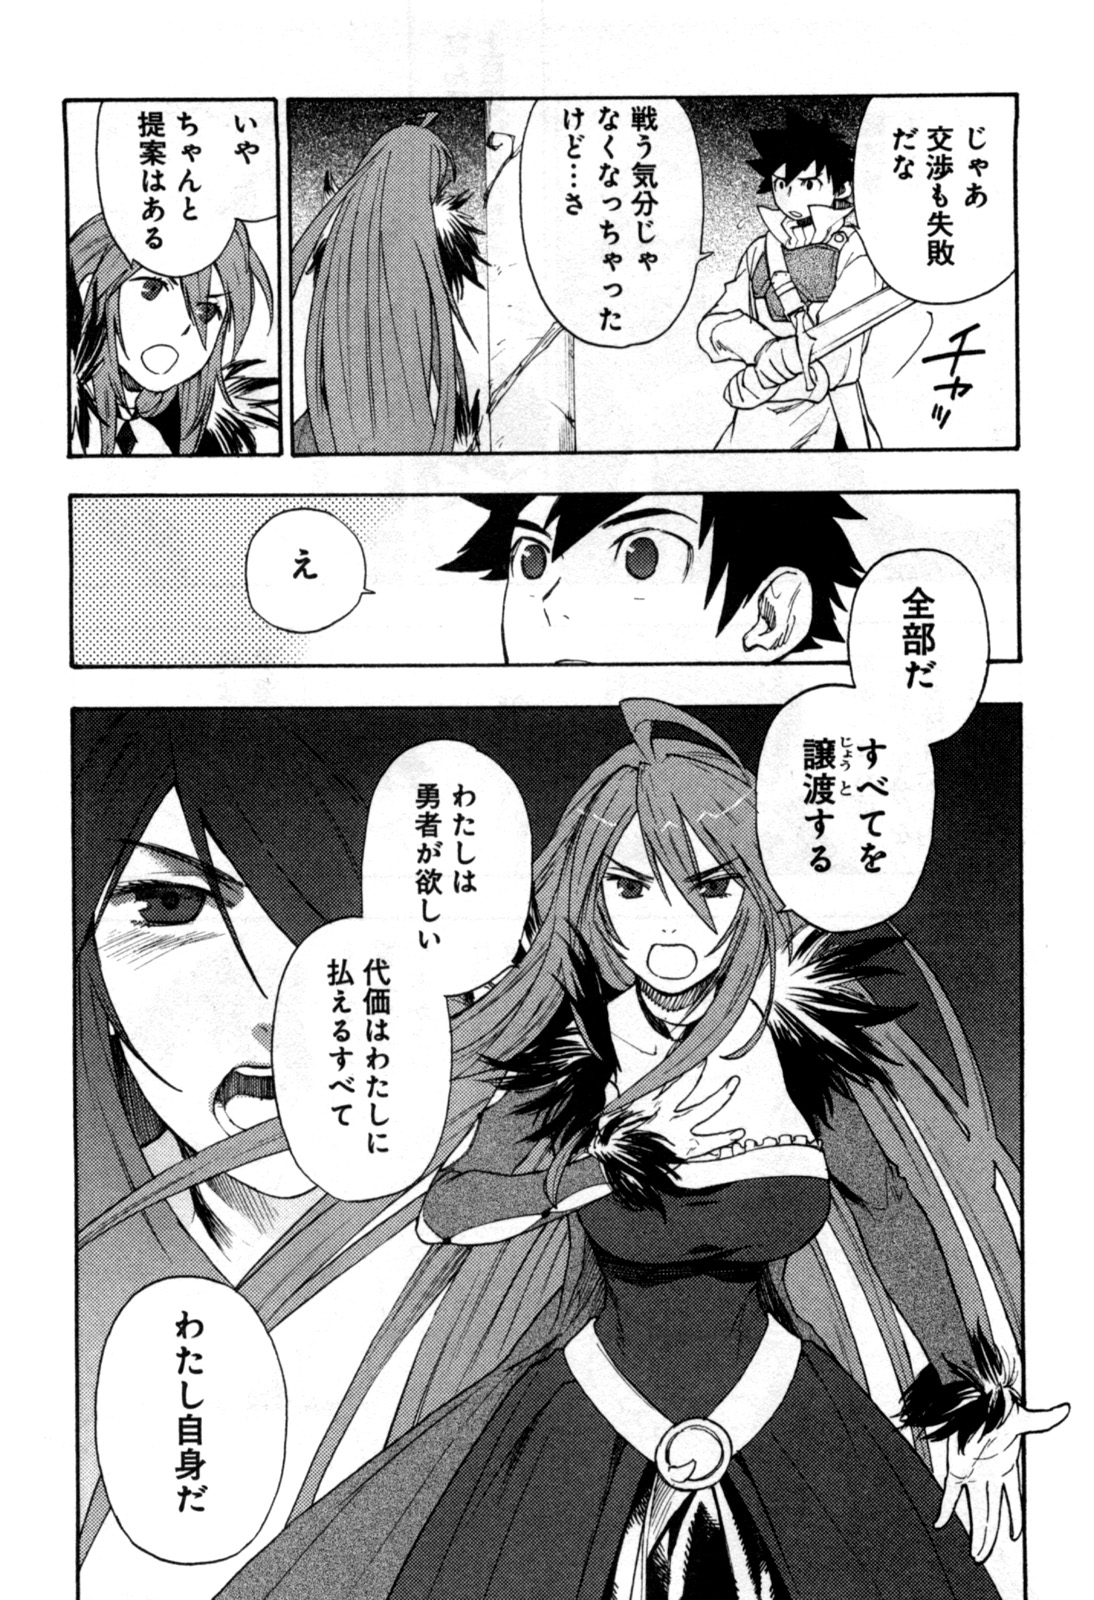 じゃあ
交渉も失敗
だな
チャッ
戦う気分じゃ
なくなっちゃった
けど…さ
いや
ちゃんと
提案はある
え
全部だ
すべてを
譲渡する
じょうと
わたしは
勇者が欲しい
代価はわたしに
払えるすべて
わたし自身だ